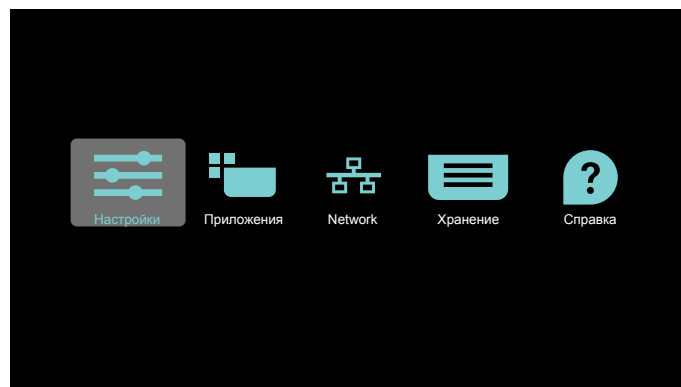 Настройки
Приложения
Network
Хранение
Справка